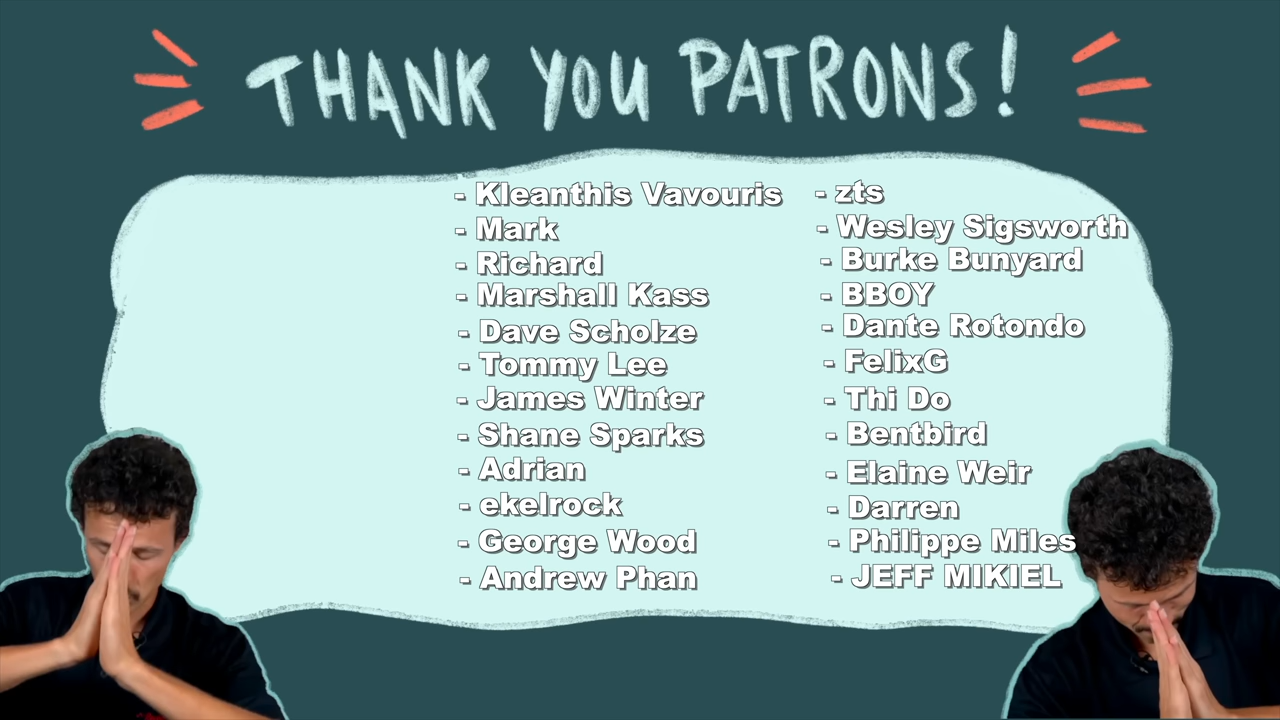 THANK YOU PATRONS!
- Kleanthis Vavouris
- Mark
- Richard
- Marshall Kass
- Dave Scholze
- Tommy Lee
- James Winter
- Shane Sparks
- Adrian
- ekelrock
- George Wood
- Andrew Phan
- zts
- Wesley Sigsworth
- Burke Bunyard
- BBOY
- Dante Rotondo
- FelixG
- Thi Do
- Bentbird
- Elaine Weir
- Darren
- Philippe Miles
- JEFF MIKIEL